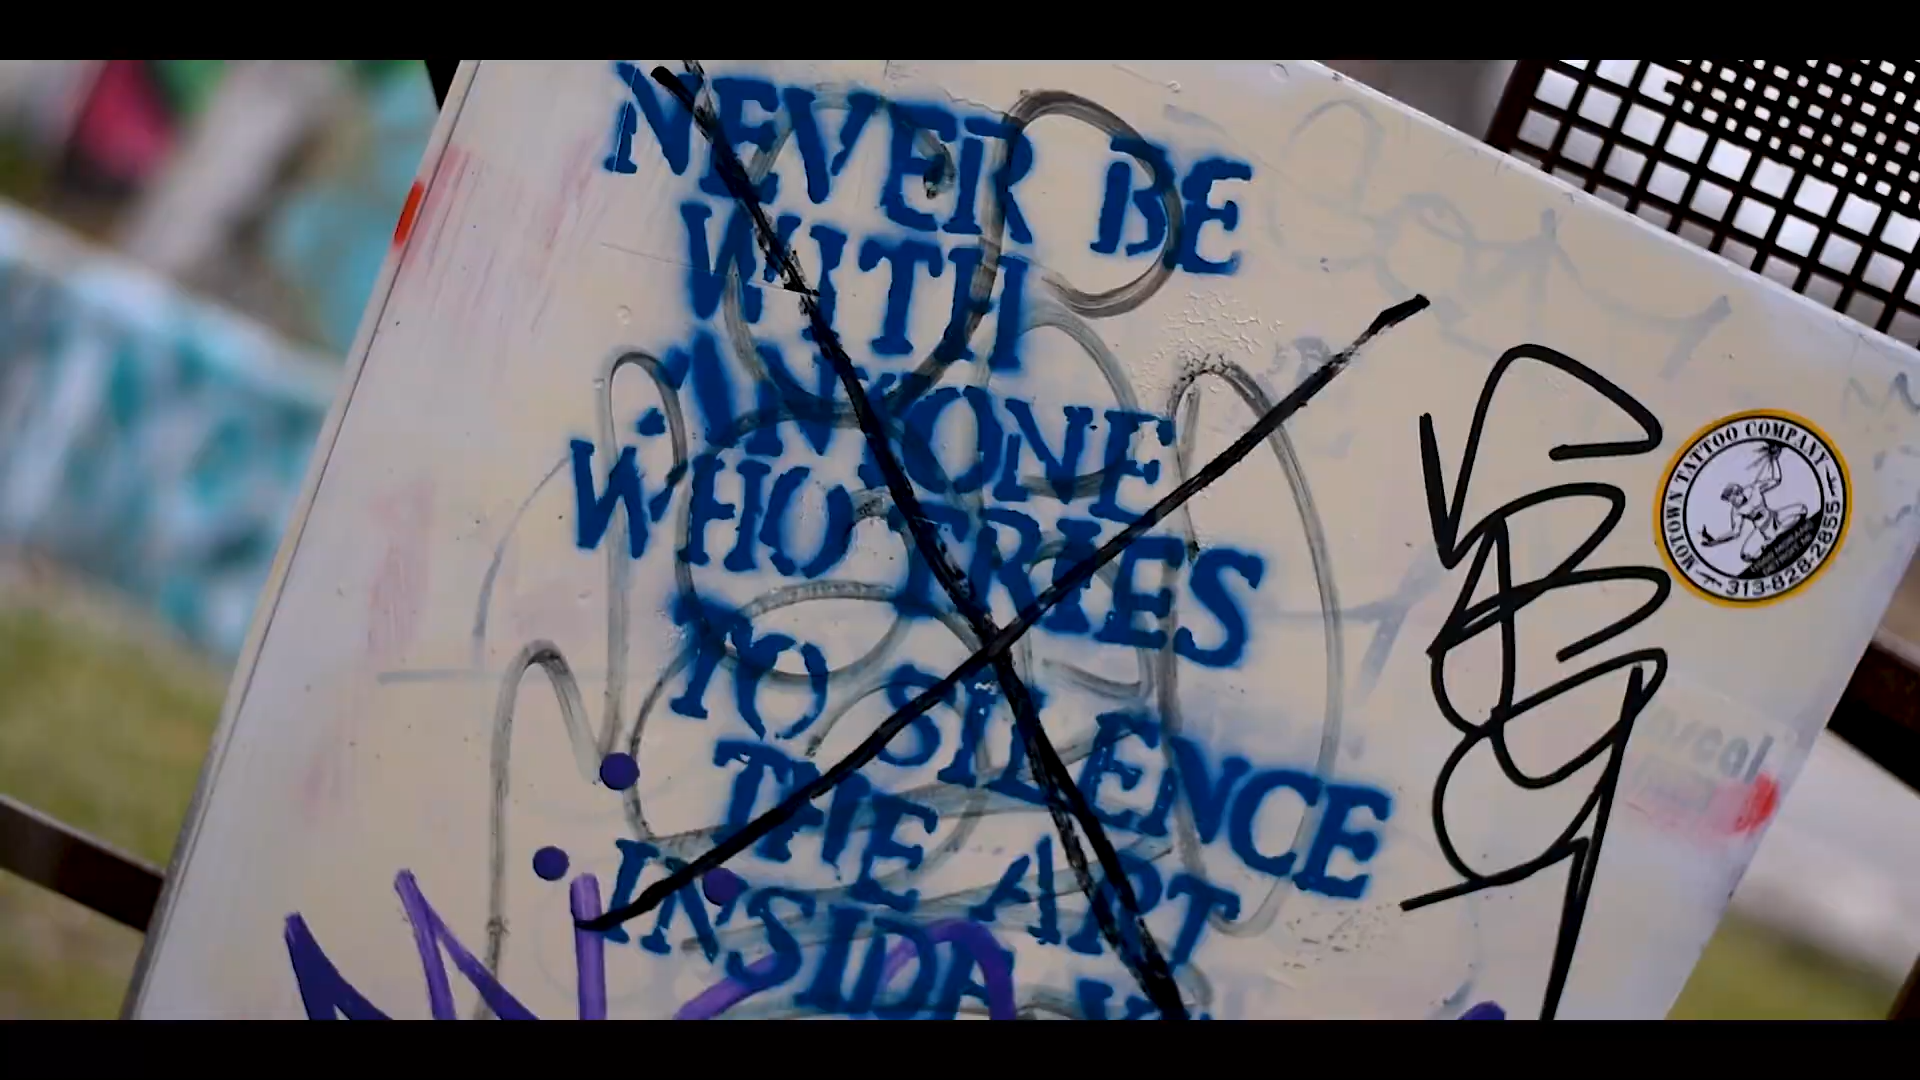 NEVER BE
WITH
ANYONE
WHO TRIES
TO SILENCE
THE ART
INSIDE
MOTOWN TATTOO COMPANY
313-828-2855